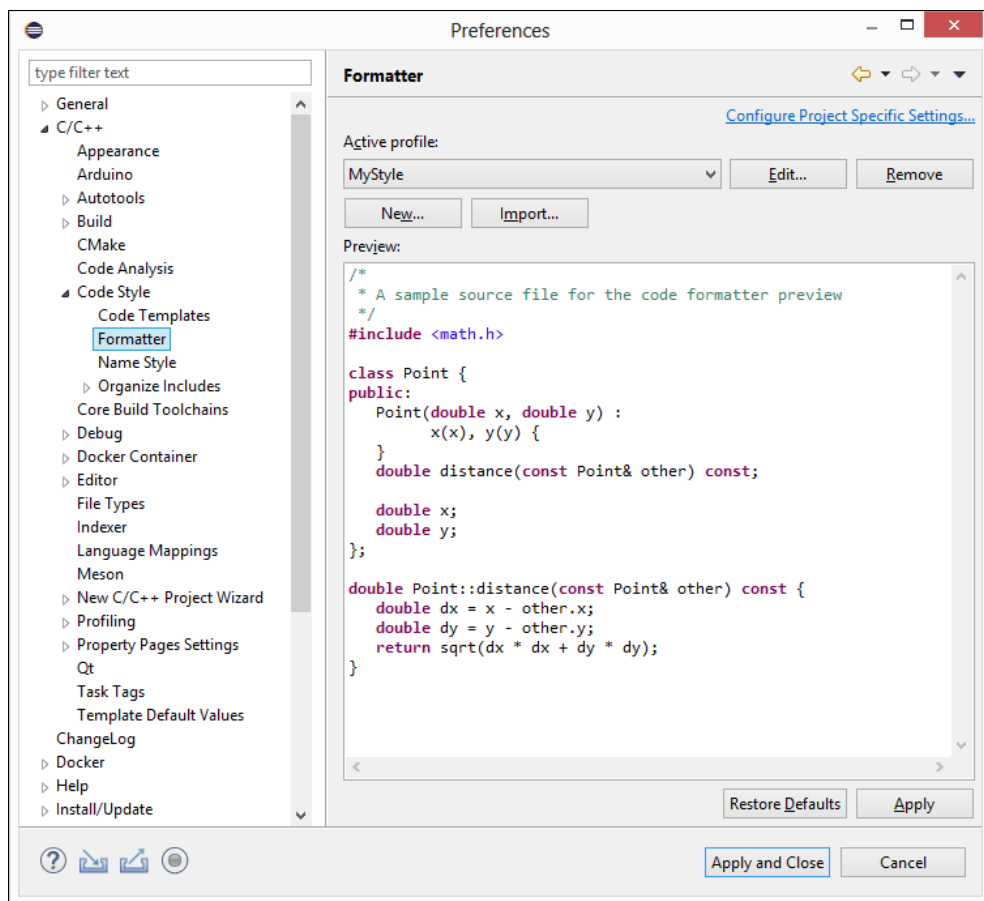 Preferences
type filter text
General
C/C++
Appearance
Arduino
Autotools
Build
CMake
Code Analysis
Code Style
Code Templates
Formatter
Name Style
Organize Includes
Core Build Toolchains
Debug
Docker Container
Editor
File Types
Indexer
Language Mappings
Meson
New C/C++ Project Wizard
Profiling
Property Pages Settings
Qt
Task Tags
Template Default Values
ChangeLog
Docker
Help
Install/Update
Formatter
Configure Project Specific Settings...
Active profile:
MyStyle Edit... Remove
New... Import...
Preview:
/*
 * A sample source file for the code formatter preview
 */
#include <math.h>

class Point {
public:
   Point(double x, double y) :
         x(x), y(y) {
   }
   double distance(const Point& other) const;

   double x;
   double y;
};

double Point::distance(const Point& other) const {
   double dx = x - other.x;
   double dy = y - other.y;
   return sqrt(dx * dx + dy * dy);
}
Restore Defaults Apply
Apply and Close Cancel